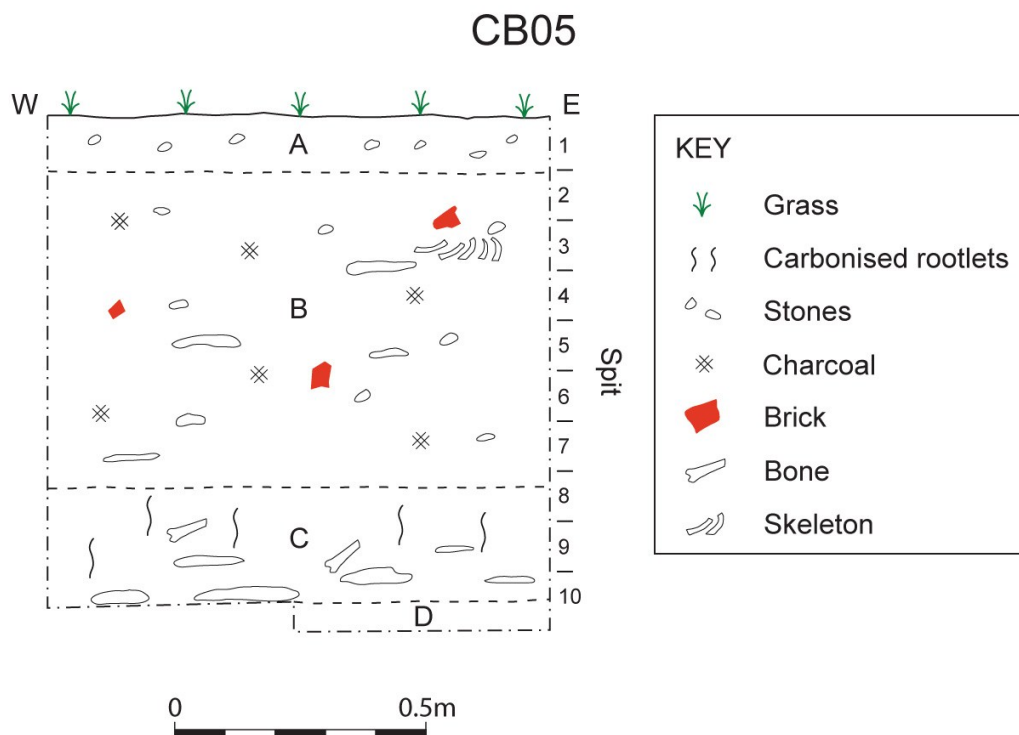 CB05
W
E
A
1
2
3
4
B
5
Spit
6
7
8
C
9
10
D
0
0.5m
KEY
Grass
Carbonised rootlets
Stones
Charcoal
Brick
Bone
Skeleton